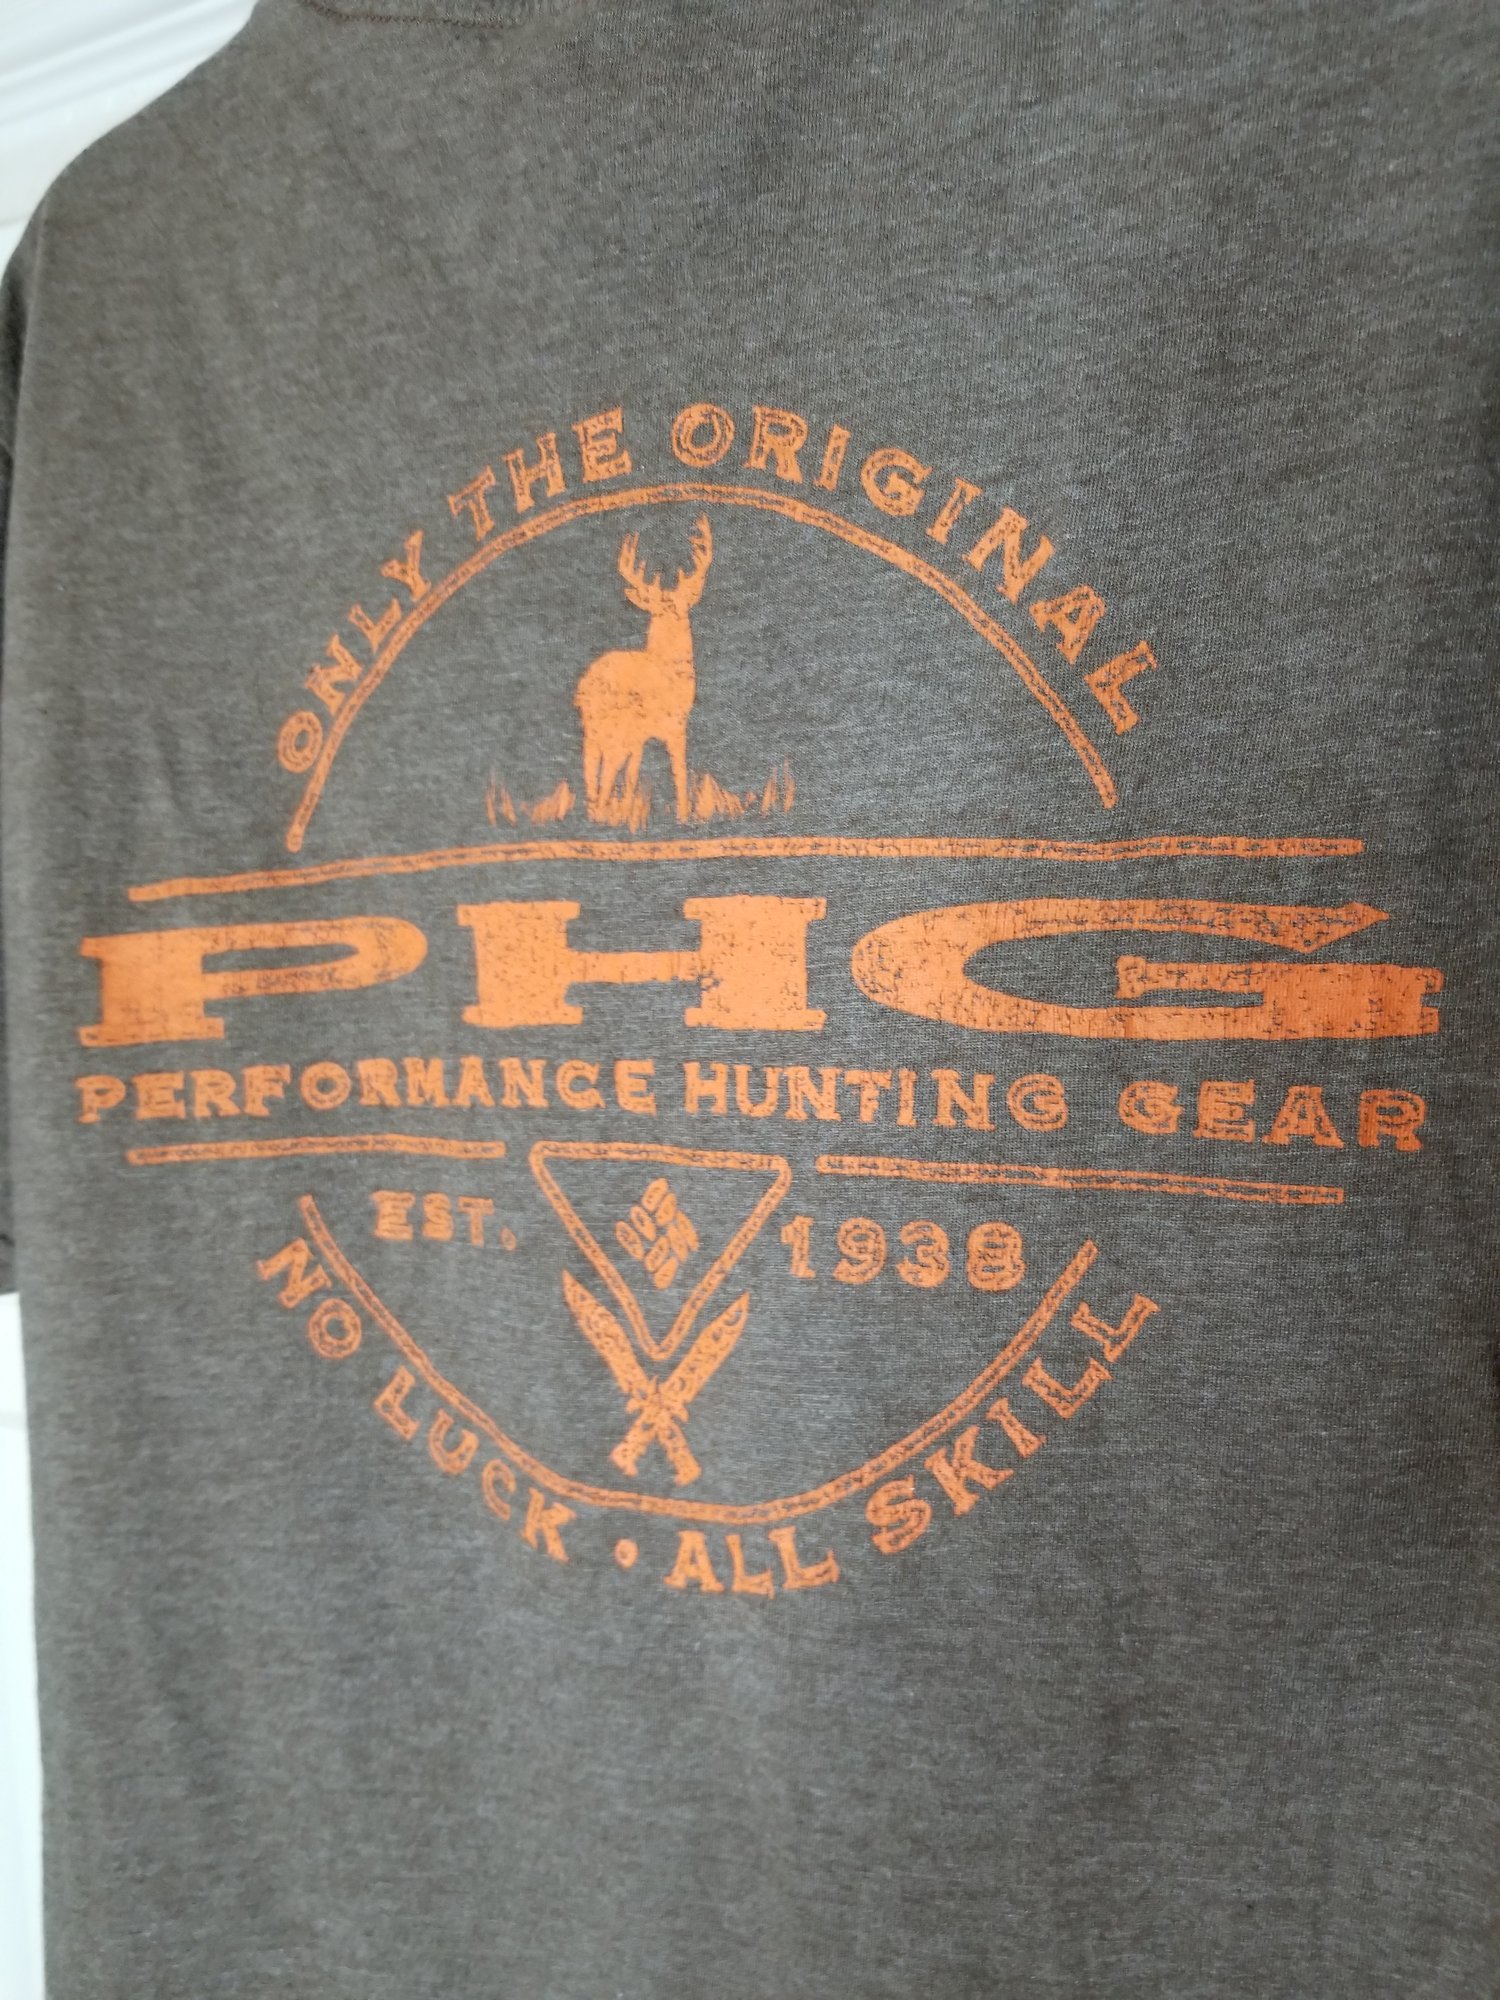 ONLY THE ORIGINAL
PHG
PERFORMANCE HUNTING GEAR
EST. 1938
NO LUCK • ALL SKILL